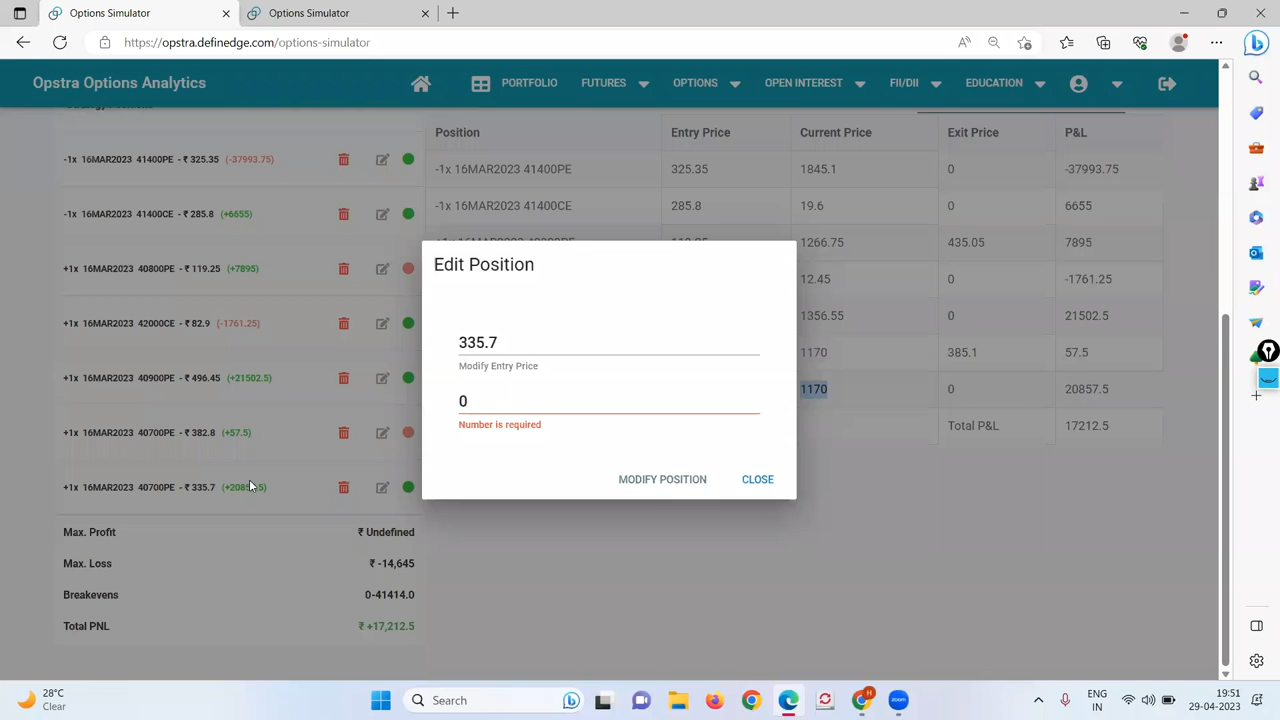 Options Simulator
Options Simulator
https://opstra.definedge.com/options-simulator
Opstra Options Analytics
PORTFOLIO
FUTURES
OPTIONS
OPEN INTEREST
FII/DII
EDUCATION
Position Entry Price Current Price Exit Price P&L
-1x 16MAR2023 41400PE - ₹ 325.35 (-37993.75)
-1x 16MAR2023 41400PE 325.35 1845.1 0 -37993.75
-1x 16MAR2023 41400CE - ₹ 285.8 (+6655)
-1x 16MAR2023 41400CE 285.8 19.6 0 6655
1266.75 435.05 7895
+1x 16MAR2023 40800PE - ₹ 119.25 (+7895)
12.45 0 -1761.25
+1x 16MAR2023 42000CE - ₹ 82.9 (-1761.25)
1356.55 0 21502.5
+1x 16MAR2023 40900PE - ₹ 496.45 (+21502.5)
1170 385.1 57.5
+1x 16MAR2023 40700PE - ₹ 382.8 (+57.5)
1170 0 20857.5
+1x 16MAR2023 40700PE - ₹ 335.7
Total P&L 17212.5
Edit Position
335.7
Modify Entry Price
0
Number is required
MODIFY POSITION CLOSE
Max. Profit ₹ Undefined
Max. Loss ₹ -14,645
Breakevens 0-41414.0
Total PNL ₹ +17,212.5
28°C
Clear
Search
zoom
H
ENG
IN
19:51
29-04-2023